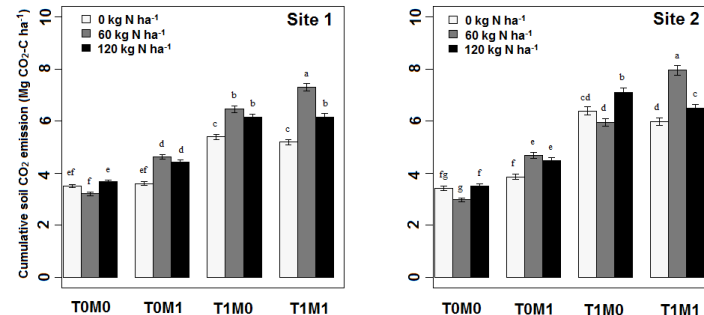 Cumulative soil CO₂ emission (Mg CO₂-C ha⁻¹)
Site 1
0 kg N ha⁻¹
60 kg N ha⁻¹
120 kg N ha⁻¹
10
8
6
4
2
0
ef f e
ef d d
c b b
c a b
T0M0 T0M1 T1M0 T1M1
Site 2
0 kg N ha⁻¹
60 kg N ha⁻¹
120 kg N ha⁻¹
10
8
6
4
2
0
fg g f
f e e
cd d b
d a c
T0M0 T0M1 T1M0 T1M1